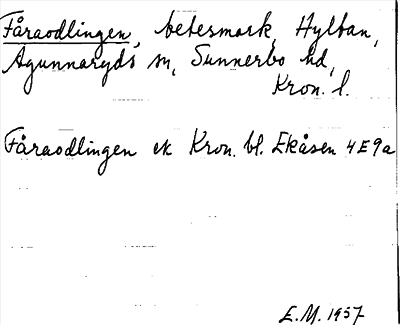 Fåraodlingen, betesmark, Hyltan,
Agunnaryds sn, Sunnerbo hd,
Kron. l.
Fåraodlingen ek Kron. bl. Ekåsen 4E9a
E.M. 1957